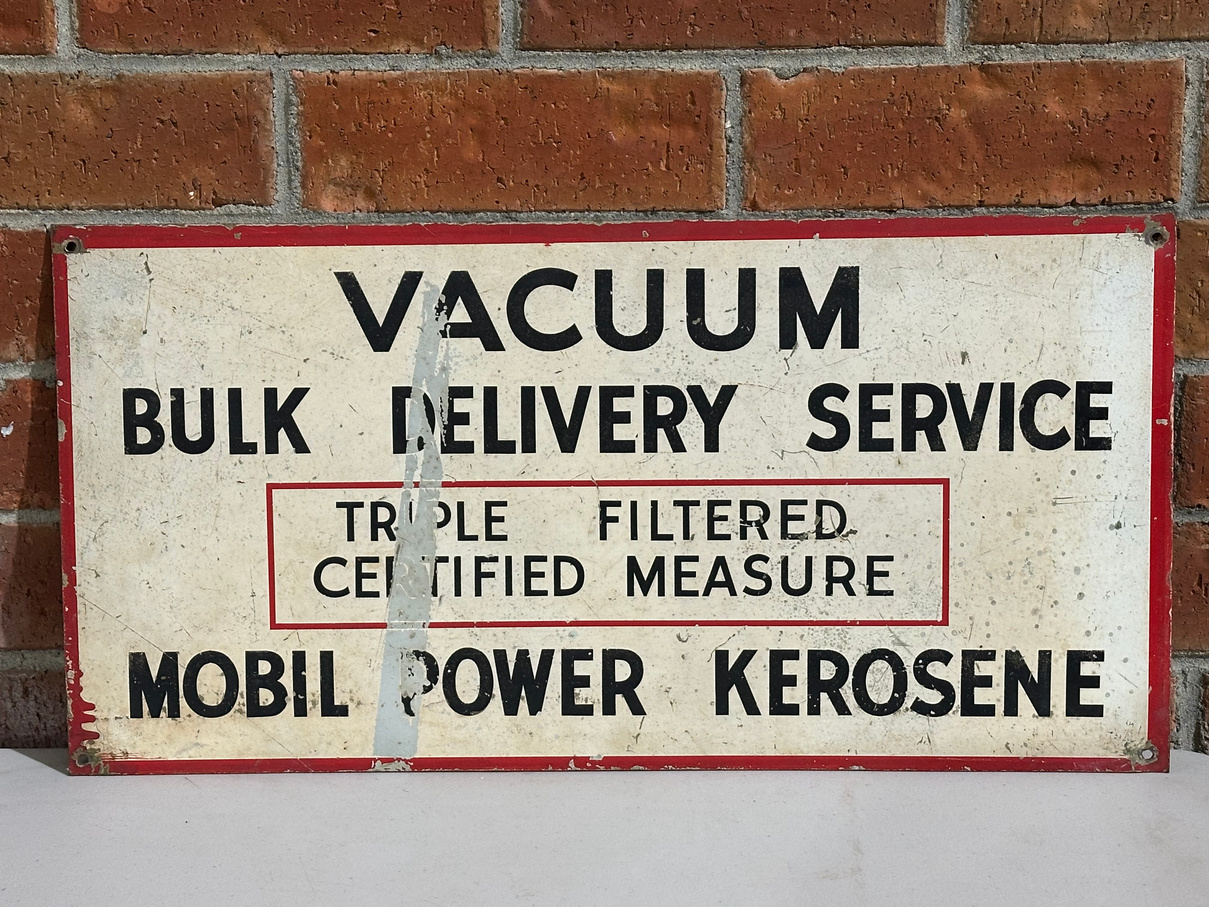 VACUUM
BULK DELIVERY SERVICE
TRIPLE FILTERED
CERTIFIED MEASURE
MOBIL POWER KEROSENE